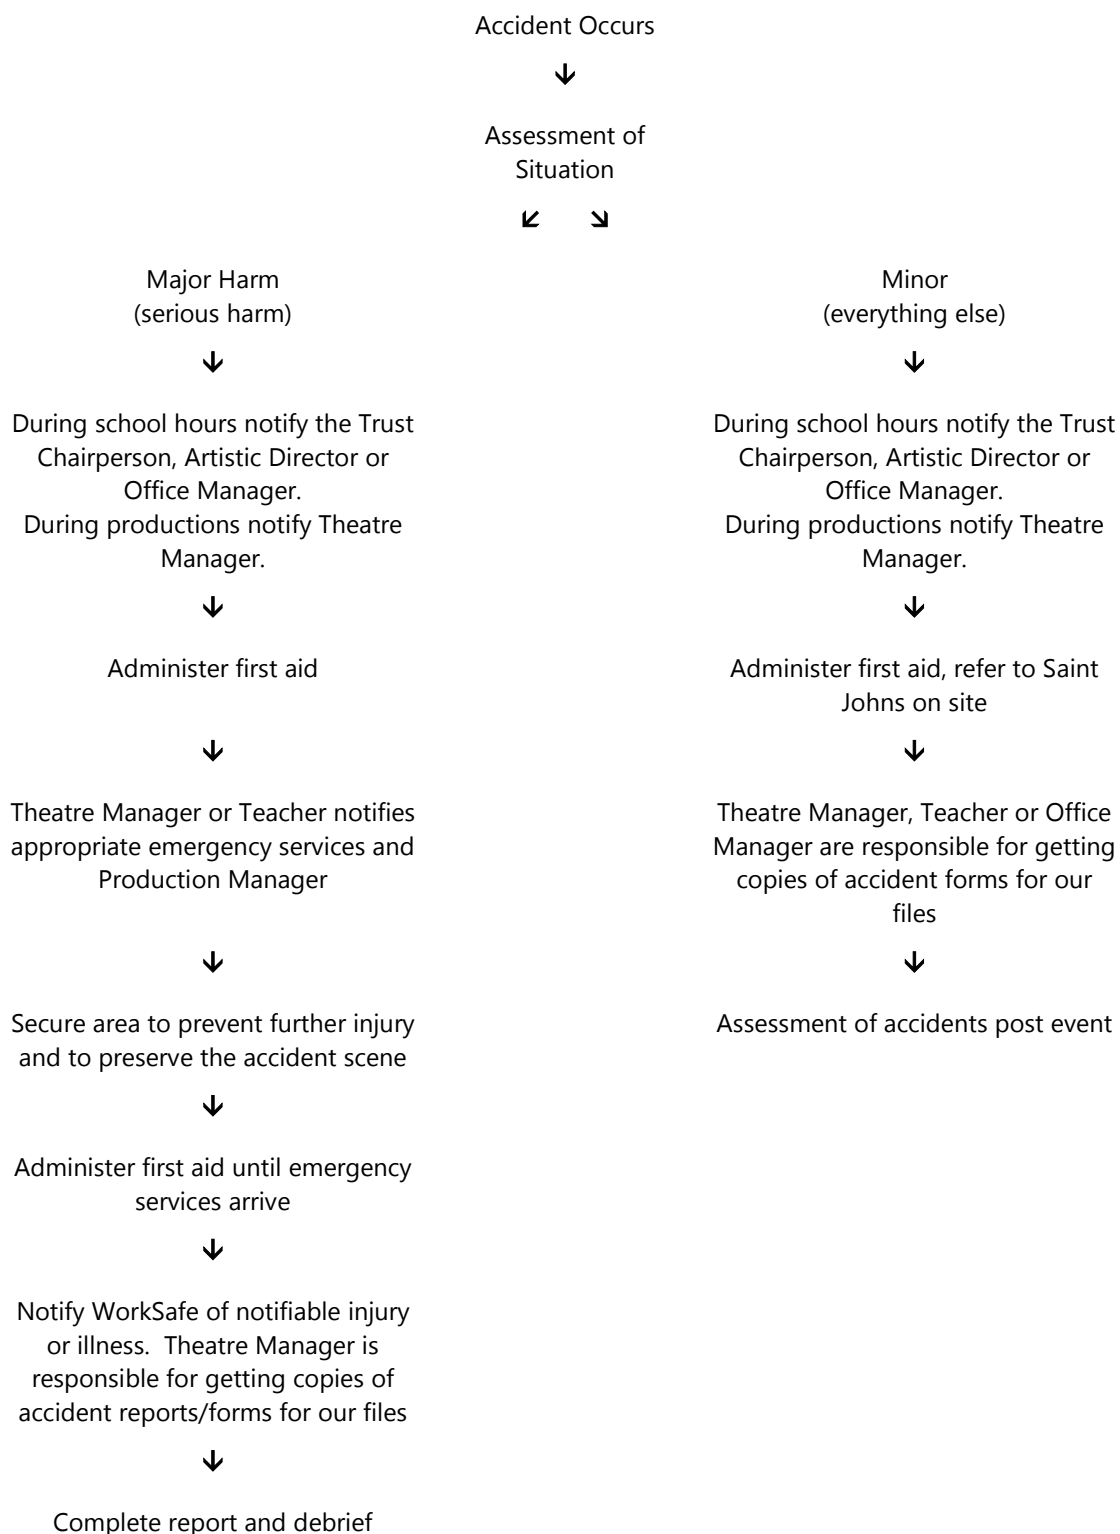 Accident Occurs
Assessment of
Situation
Major Harm
(serious harm)
During school hours notify the Trust
Chairperson, Artistic Director or
Office Manager.
During productions notify Theatre
Manager.
Administer first aid
Theatre Manager or Teacher notifies
appropriate emergency services and
Production Manager
Secure area to prevent further injury
and to preserve the accident scene
Administer first aid until emergency
services arrive
Notify WorkSafe of notifiable injury
or illness.  Theatre Manager is
responsible for getting copies of
accident reports/forms for our files
Complete report and debrief
Minor
(everything else)
During school hours notify the Trust
Chairperson, Artistic Director or
Office Manager.
During productions notify Theatre
Manager.
Administer first aid, refer to Saint
Johns on site
Theatre Manager, Teacher or Office
Manager are responsible for getting
copies of accident forms for our
files
Assessment of accidents post event